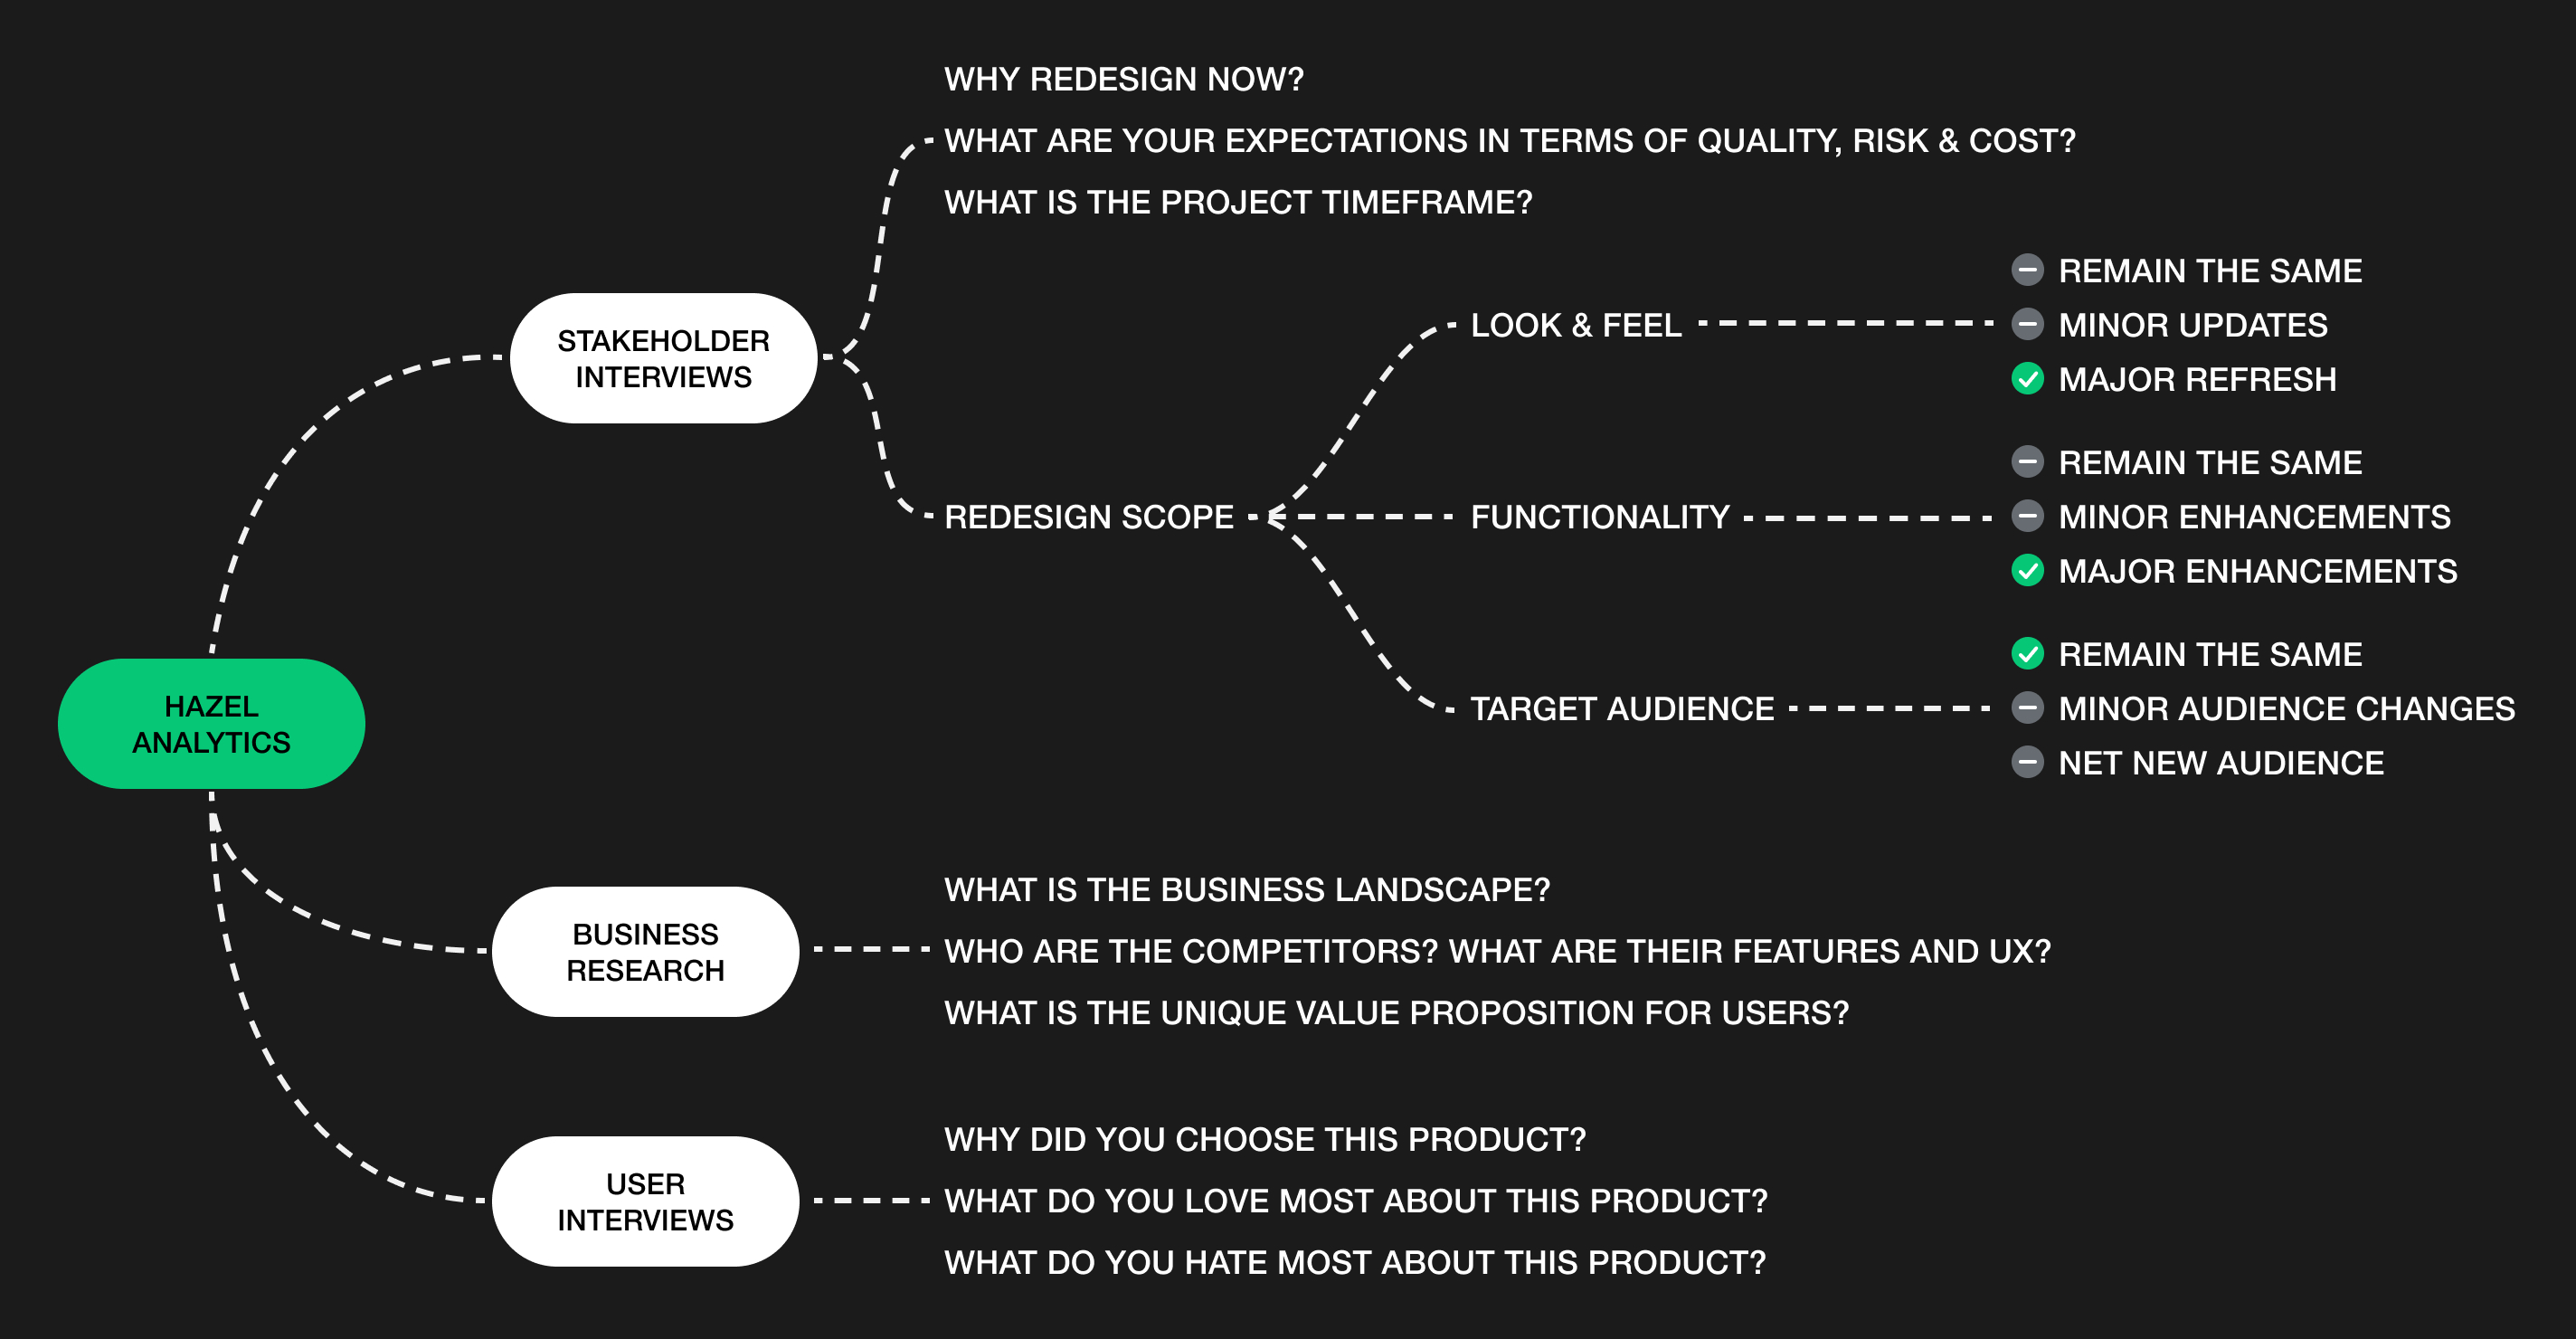 WHY REDESIGN NOW?
WHAT ARE YOUR EXPECTATIONS IN TERMS OF QUALITY, RISK & COST?
WHAT IS THE PROJECT TIMEFRAME?
STAKEHOLDER
INTERVIEWS
REDESIGN SCOPE
LOOK & FEEL
REMAIN THE SAME
MINOR UPDATES
MAJOR REFRESH
FUNCTIONALITY
REMAIN THE SAME
MINOR ENHANCEMENTS
MAJOR ENHANCEMENTS
TARGET AUDIENCE
REMAIN THE SAME
MINOR AUDIENCE CHANGES
NET NEW AUDIENCE
HAZEL
ANALYTICS
BUSINESS
RESEARCH
WHAT IS THE BUSINESS LANDSCAPE?
WHO ARE THE COMPETITORS? WHAT ARE THEIR FEATURES AND UX?
WHAT IS THE UNIQUE VALUE PROPOSITION FOR USERS?
USER
INTERVIEWS
WHY DID YOU CHOOSE THIS PRODUCT?
WHAT DO YOU LOVE MOST ABOUT THIS PRODUCT?
WHAT DO YOU HATE MOST ABOUT THIS PRODUCT?